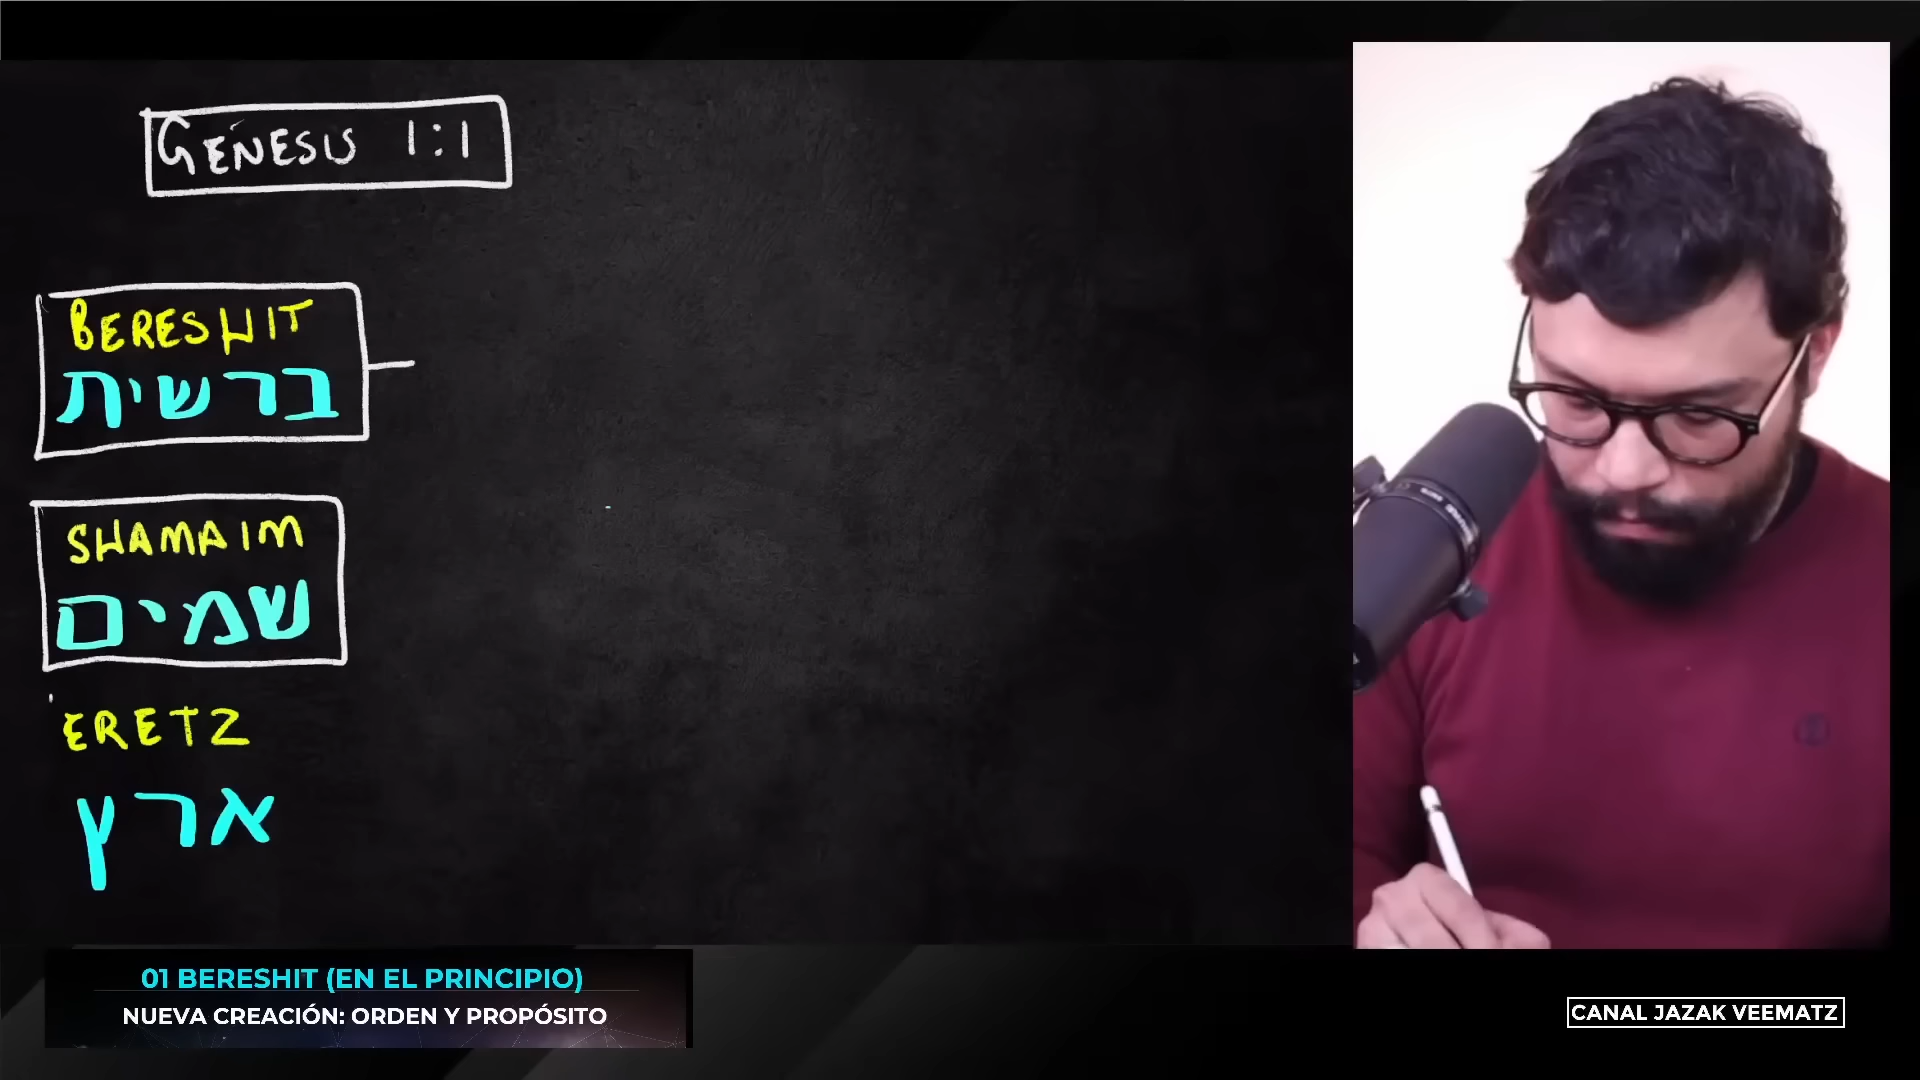 GÉNESIS 1:1
BERESHIT
ברשית
SHAMAIM
שמים
ERETZ
ארץ
01 BERESHIT (EN EL PRINCIPIO)
NUEVA CREACIÓN: ORDEN Y PROPÓSITO
CANAL JAZAK VEEMATZ